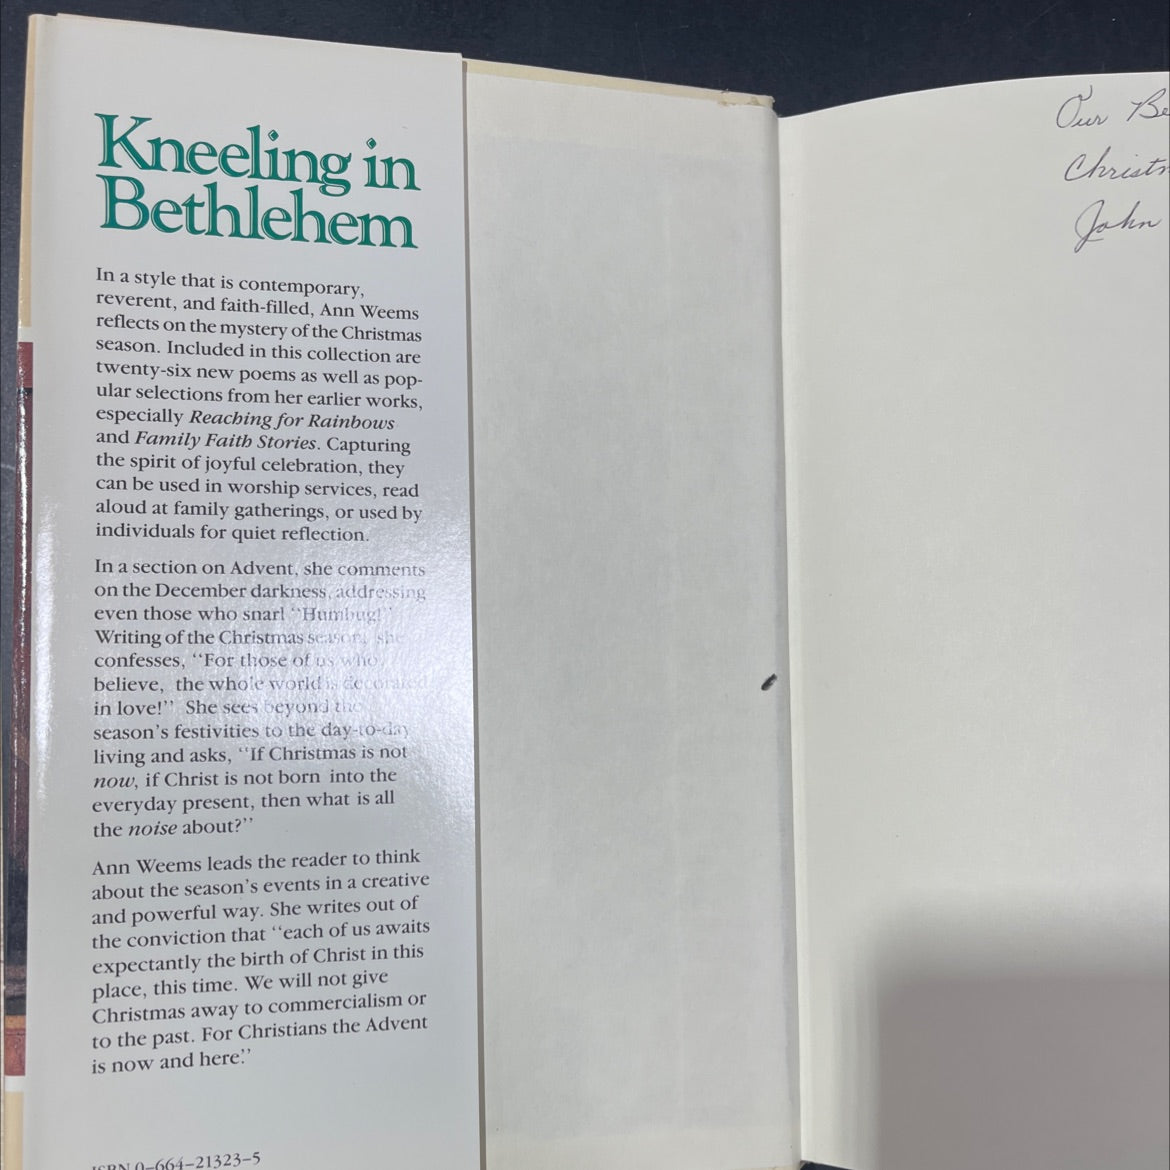 Kneeling in
Bethlehem
In a style that is contemporary,
reverent, and faith-filled, Ann Weems
reflects on the mystery of the Christmas
season. Included in this collection are
twenty-six new poems as well as pop-
ular selections from her earlier works,
especially Reaching for Rainbows
and Family Faith Stories. Capturing
the spirit of joyful celebration, they
can be used in worship services, read
aloud at family gatherings, or used by
individuals for quiet reflection.
In a section on Advent, she comments
on the December darkness, addressing
even those who snarl ‘‘Humbug!’’
Writing of the Christmas season, she
confesses, ‘‘For those of us who
believe, the whole world is decorated
in love!’’ She sees beyond the
season's festivities to the day-to-day
living and asks, ‘‘If Christmas is not
now, if Christ is not born into the
everyday present, then what is all
the noise about?’’
Ann Weems leads the reader to think
about the season's events in a creative
and powerful way. She writes out of
the conviction that ‘‘each of us awaits
expectantly the birth of Christ in this
place, this time. We will not give
Christmas away to commercialism or
to the past. For Christians the Advent
is now and here.’’
ISBN 0-664-21323-5
Our Be
Christm
John